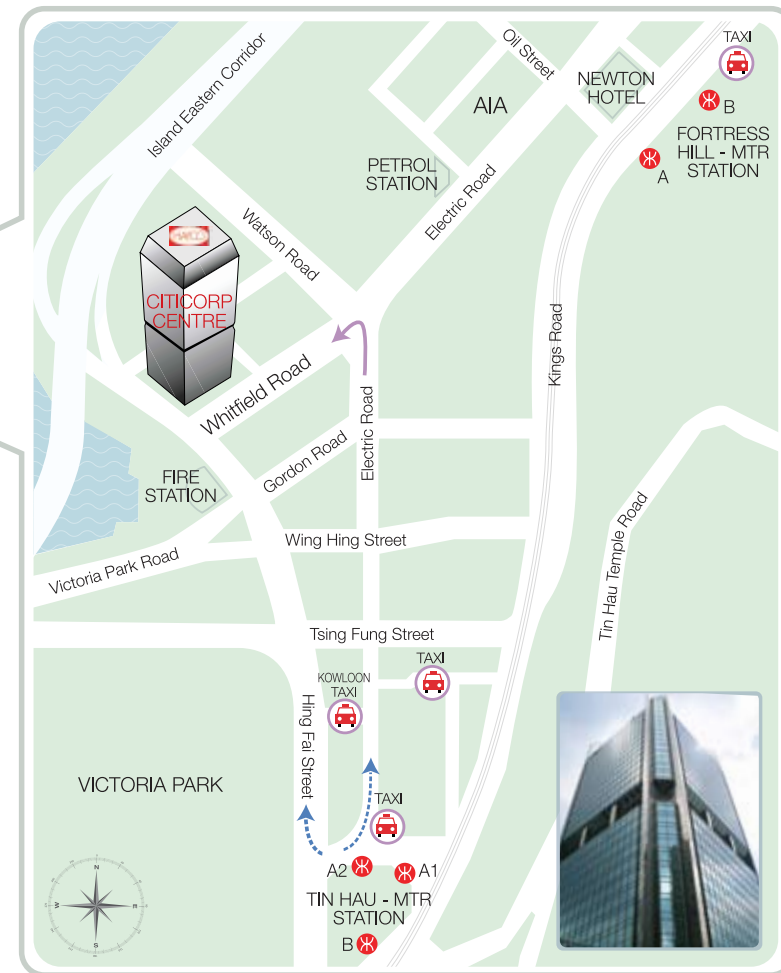 TAXI
Oil Street
NEWTON
HOTEL
AIA
B
FORTRESS
HILL - MTR
STATION
A
Island Eastern Corridor
PETROL
STATION
Electric Road
Watson Road
CITICORP
CENTRE
Kings Road
Whitfield Road
Electric Road
Gordon Road
FIRE
STATION
Wing Hing Street
Victoria Park Road
Tin Hau Temple Road
Tsing Fung Street
TAXI
KOWLOON
TAXI
Hing Fai Street
VICTORIA PARK
TAXI
A2
A1
TIN HAU - MTR
STATION
B
N
W
E
S